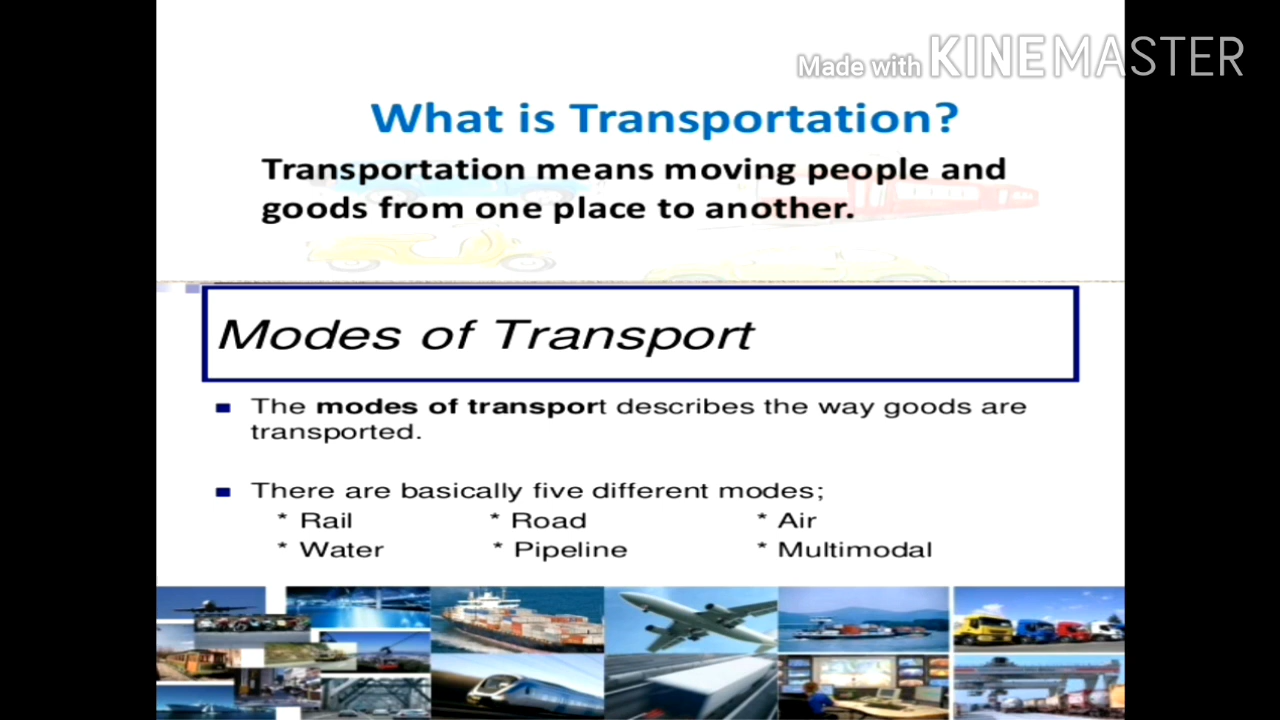 Made with KINEMASTER
What is Transportation?
Transportation means moving people and
goods from one place to another.
Modes of Transport
■ The modes of transport describes the way goods are
transported.
■ There are basically five different modes;
* Rail * Road * Air
* Water * Pipeline * Multimodal